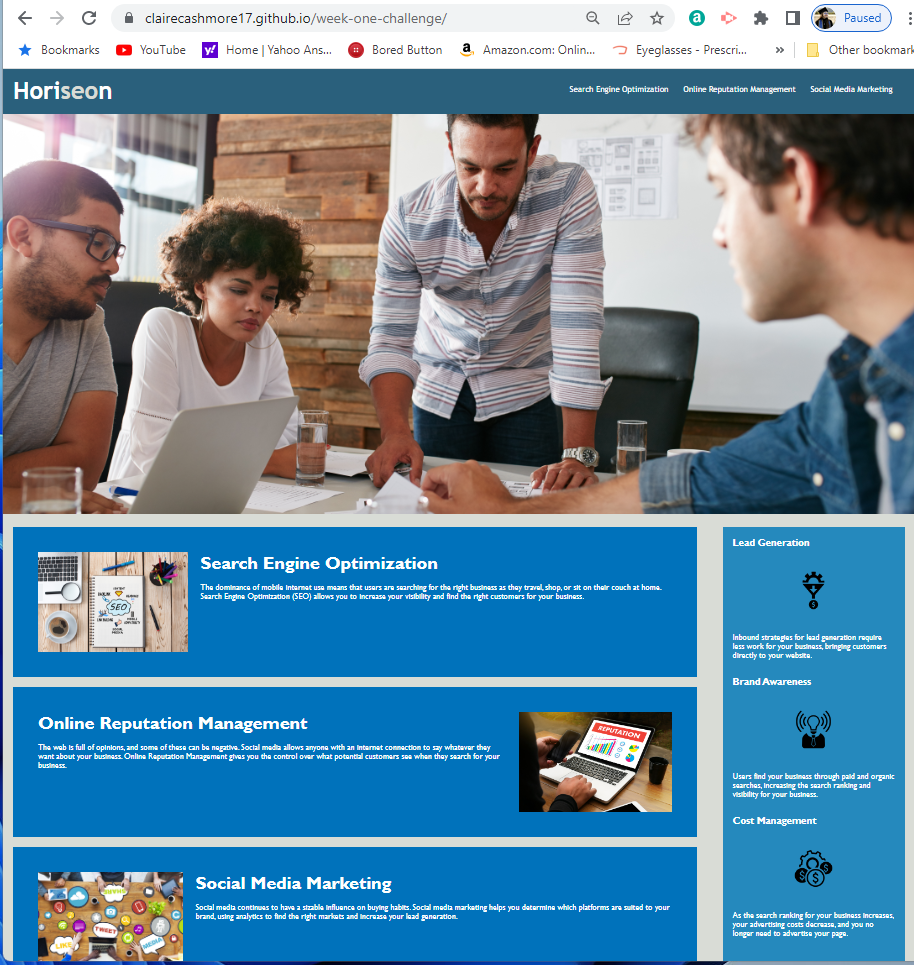 clairecashmore17.github.io/week-one-challenge/
Paused
Bookmarks
YouTube
Home | Yahoo Ans...
Bored Button
Amazon.com: Onlin...
Eyeglasses - Prescri...
»
Other bookmark
Horiseon
Search Engine Optimization
Online Reputation Management
Social Media Marketing
SEO
Search Engine Optimization
The dominance of mobile internet use means that users are searching for the right business as they travel, shop, or sit on their couch at home.
Search Engine Optimization (SEO) allows you to increase your visibility and find the right customers for your business.
Online Reputation Management
The web is full of opinions, and some of these can be negative. Social media allows anyone with an internet connection to say whatever they
want about your business. Online Reputation Management gives you the control over what potential customers see when they search for your
business.
REPUTATION
LIKE
TWEET
MEDIA
Social Media Marketing
Social media continues to have a sizable influence on buying habits. Social media marketing helps you determine which platforms are suited to your
brand, using analytics to find the right markets and increase your lead generation.
Lead Generation
Inbound strategies for lead generation require
less work for your business, bringing customers
directly to your website.
Brand Awareness
Users find your business through paid and organic
searches, increasing the search ranking and
visibility for your business.
Cost Management
As the search ranking for your business increases,
your advertising costs decrease, and you no
longer need to advertise your page.